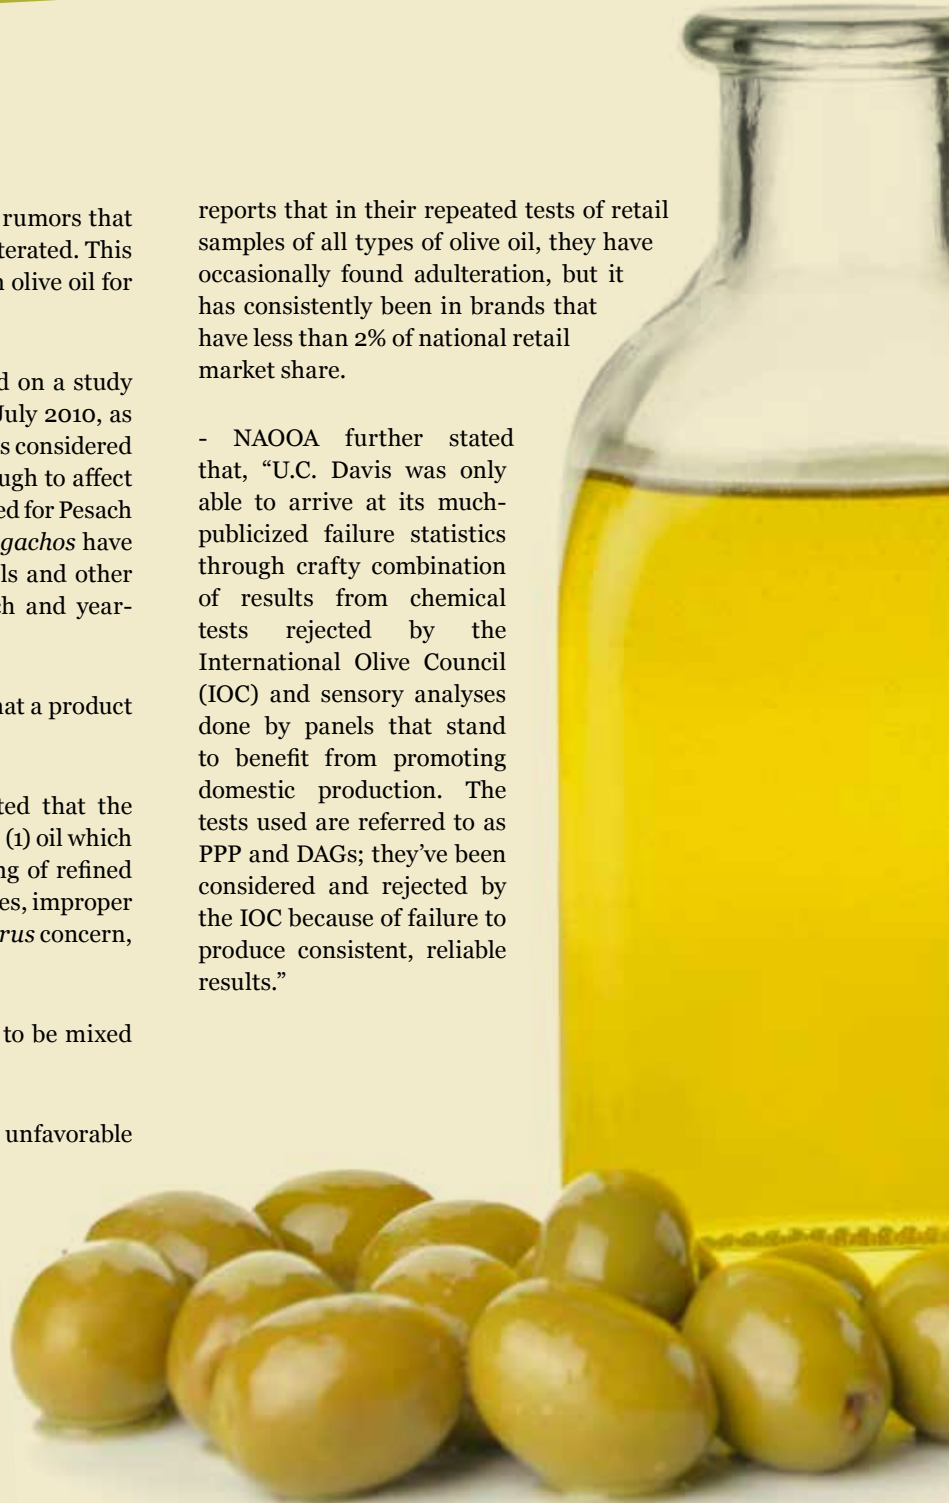 rumors that
terated. This
olive oil for
d on a study
July 2010, as
s considered
ugh to affect
ed for Pesach
gachos have
ls and other
ch and year-
hat a product
ted that the
(1) oil which
ng of refined
es, improper
rus concern,
to be mixed
unfavorable
reports that in their repeated tests of retail
samples of all types of olive oil, they have
occasionally found adulteration, but it
has consistently been in brands that
have less than 2% of national retail
market share.
- NAOOA further stated
that, “U.C. Davis was only
able to arrive at its much-
publicized failure statistics
through crafty combination
of results from chemical
tests rejected by the
International Olive Council
(IOC) and sensory analyses
done by panels that stand
to benefit from promoting
domestic production. The
tests used are referred to as
PPP and DAGs; they’ve been
considered and rejected by
the IOC because of failure to
produce consistent, reliable
results.”